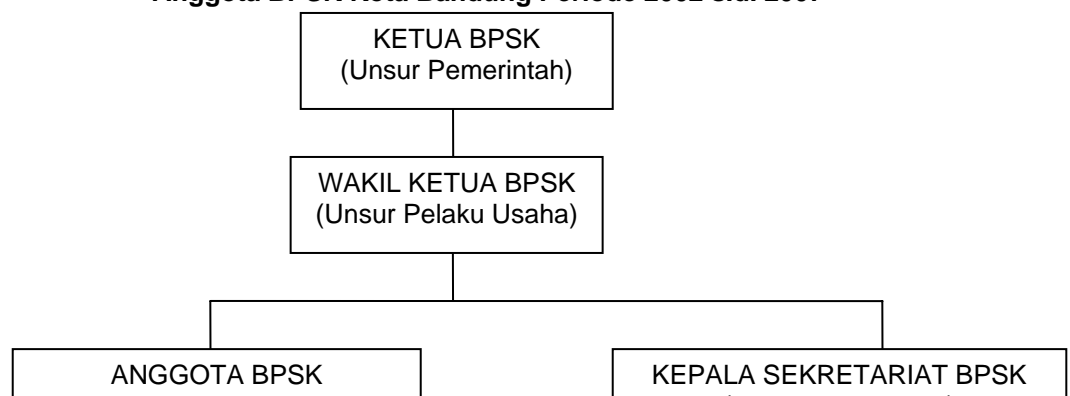 KETUA BPSK
(Unsur Pemerintah)
WAKIL KETUA BPSK
(Unsur Pelaku Usaha)
ANGGOTA BPSK
KEPALA SEKRETARIAT BPSK